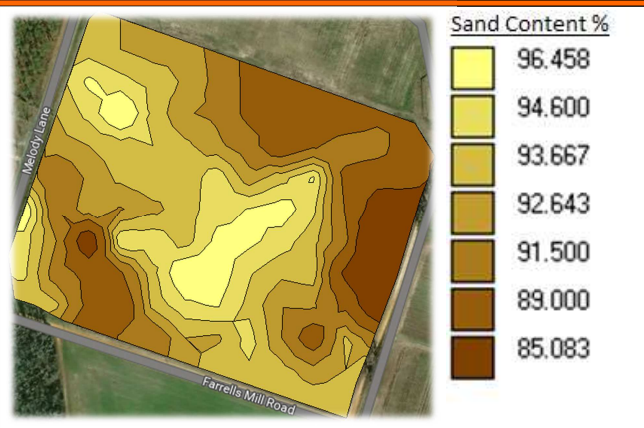 Sand Content %
96.458
94.600
93.667
92.643
91.500
89.000
85.083
Melody Lane
Farrells Mill Road